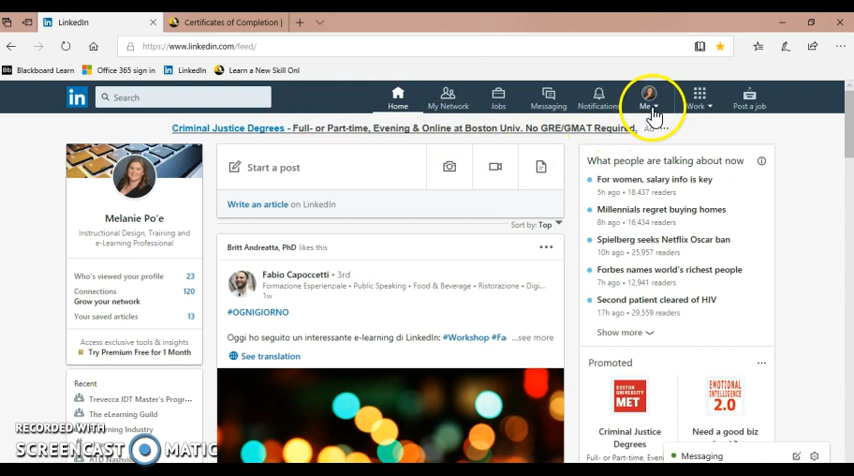 LinkedIn
Certificates of Completion |
https://www.linkedin.com/feed/
Bb Blackboard Learn
Office 365 sign in
LinkedIn
Learn a New Skill Onl
in
Search
Home
My Network
Jobs
Messaging
Notifications
Me
Work
Post a job
Criminal Justice Degrees - Full- or Part-time, Evening & Online at Boston Univ. No GRE/GMAT Required.
Ad
Melanie Po'e
Instructional Design, Training and
e-Learning Professional
Who's viewed your profile 23
Connections 120
Grow your network
Your saved articles 13
Access exclusive tools & insights
Try Premium Free for 1 Month
Recent
Trevecca IDT Master's Progr...
The eLearning Guild
Start a post
Write an article on LinkedIn
Sort by: Top
Britt Andreatta, PhD likes this
Fabio Capoccetti • 3rd
Formazione Esperienziale • Public Speaking • Food & Beverage • Ristorazione • Digi...
1w
#OGNIGIORNO
Oggi ho seguito un interessante e-learning di LinkedIn: #Workshop #Fa ...see more
See translation
What people are talking about now
For women, salary info is key
5h ago • 18,437 readers
Millennials regret buying homes
8h ago • 16,434 readers
Spielberg seeks Netflix Oscar ban
10h ago • 25,957 readers
Forbes names world's richest people
7h ago • 12,941 readers
Second patient cleared of HIV
17h ago • 29,559 readers
Show more
Promoted
BOSTON
UNIVERSITY
MET
Criminal Justice
Degrees
Full- or Part-time, Even
EMOTIONAL
INTELLIGENCE
2.0
Need a good biz
Messaging
RECORDED WITH
SCREENCAST MATIC